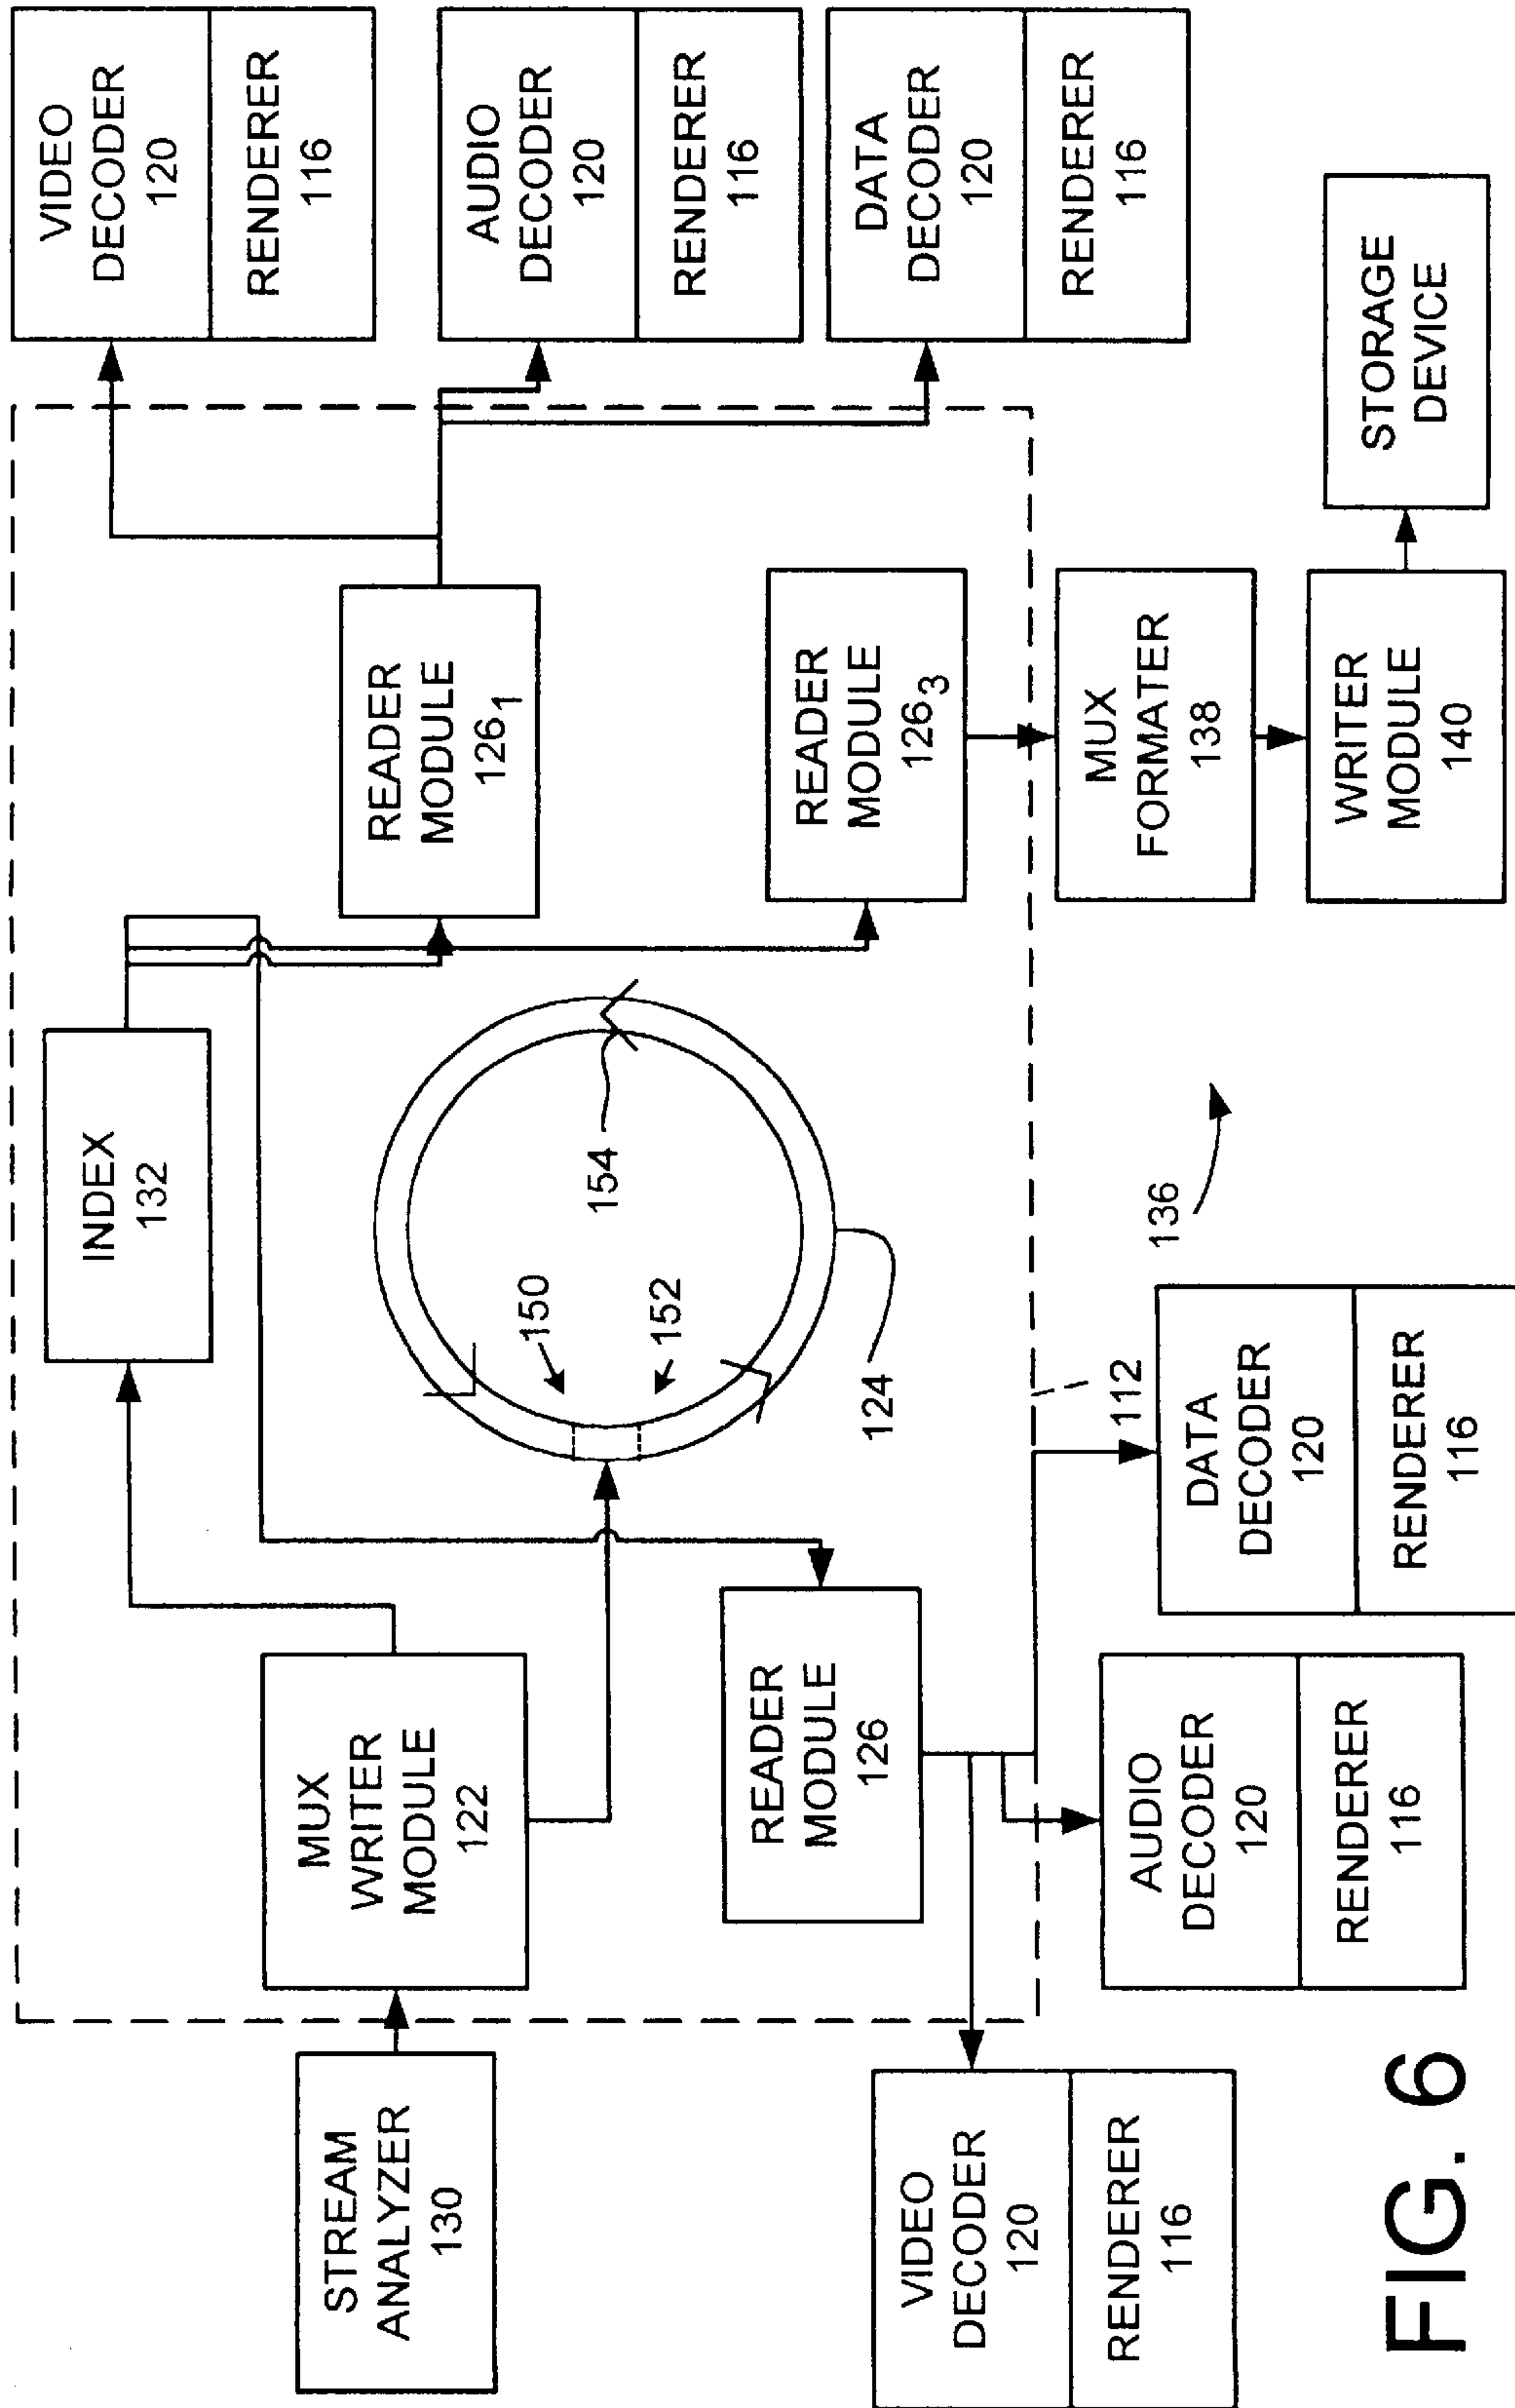 STREAM
ANALYZER
130
MUX
WRITER
MODULE
122
INDEX
132
READER
MODULE
126₁
VIDEO
DECODER
120
RENDERER
116
AUDIO
DECODER
120
RENDERER
116
DATA
DECODER
120
RENDERER
116
150
152
154
124
READER
MODULE
126
READER
MODULE
126₃
MUX
FORMATER
138
WRITER
MODULE
140
STORAGE
DEVICE
112
136
VIDEO
DECODER
120
RENDERER
116
AUDIO
DECODER
120
RENDERER
116
DATA
DECODER
120
RENDERER
116
FIG. 6